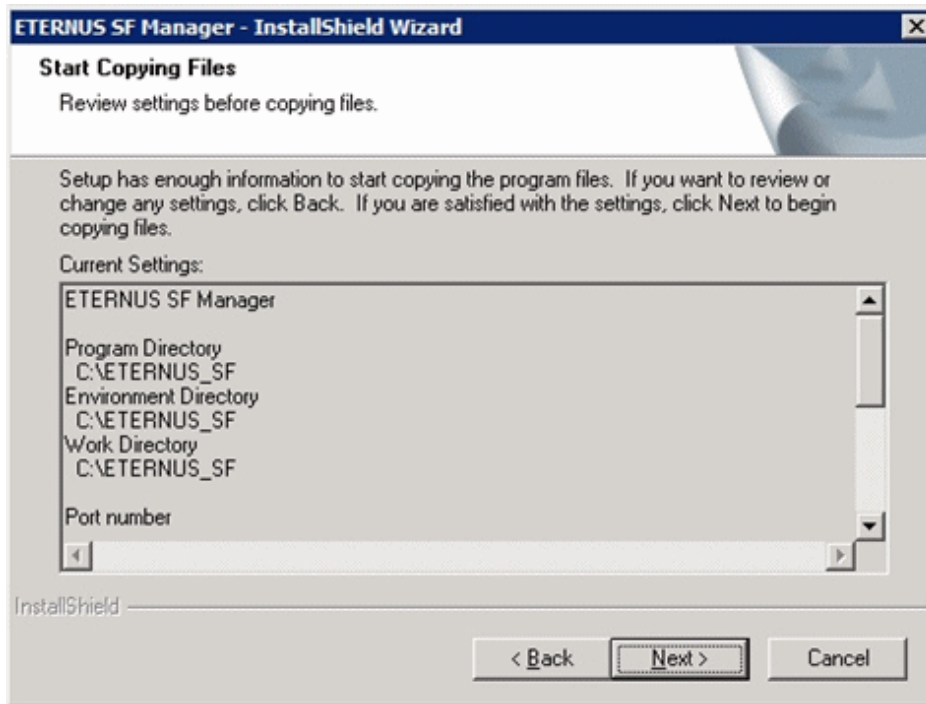 ETERNUS SF Manager - InstallShield Wizard
Start Copying Files
Review settings before copying files.
Setup has enough information to start copying the program files. If you want to review or
change any settings, click Back. If you are satisfied with the settings, click Next to begin
copying files.
Current Settings:
ETERNUS SF Manager
Program Directory
C:\ETERNUS_SF
Environment Directory
C:\ETERNUS_SF
Work Directory
C:\ETERNUS_SF
Port number
InstallShield
< Back
Next >
Cancel